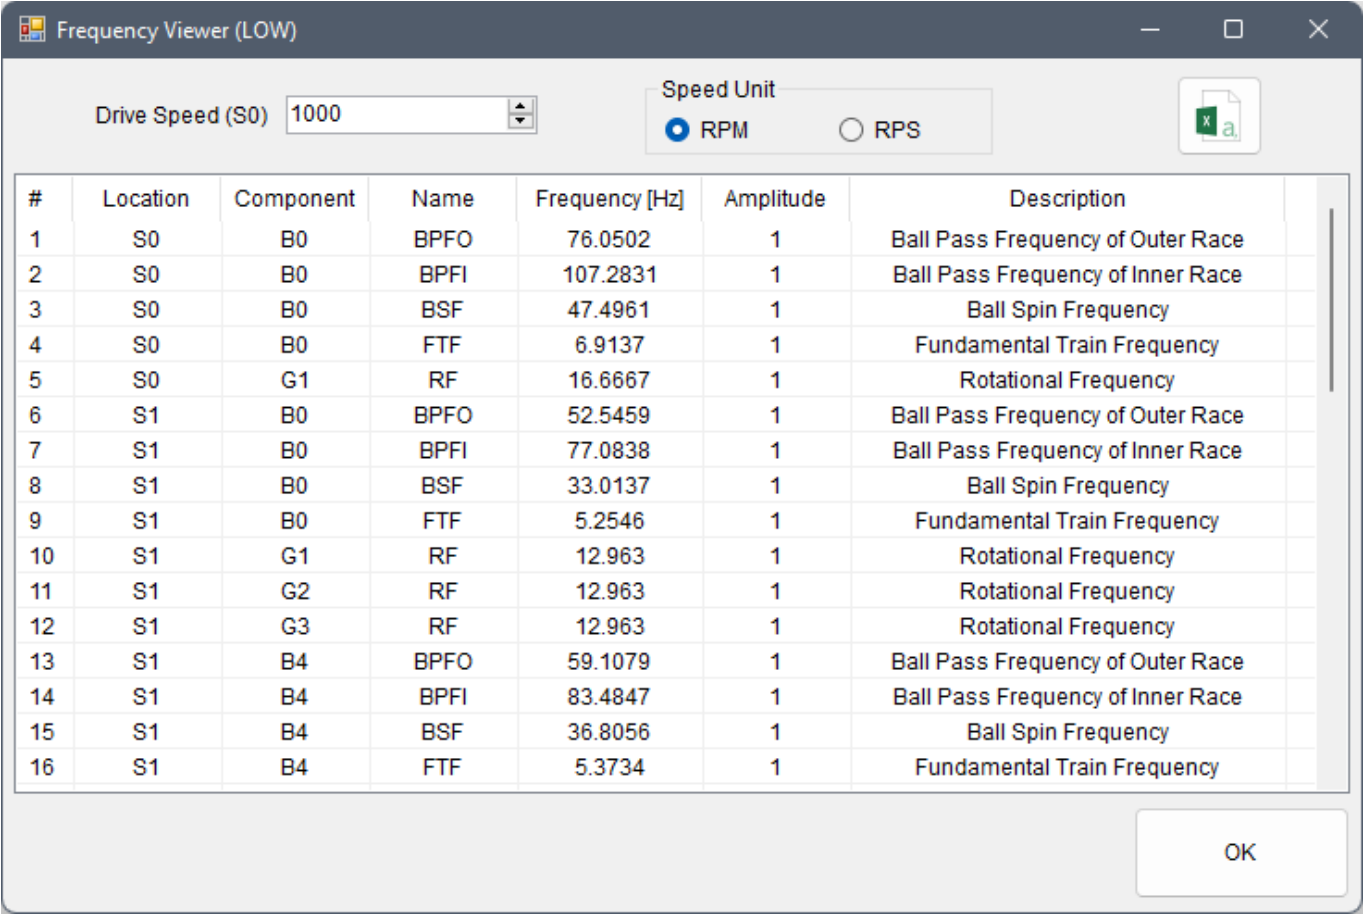 Frequency Viewer (LOW)
Speed Unit
Drive Speed (S0) 1000 RPM RPS
# Location Component Name Frequency [Hz] Amplitude Description
1 S0 B0 BPFO 76.0502 1 Ball Pass Frequency of Outer Race
2 S0 B0 BPFI 107.2831 1 Ball Pass Frequency of Inner Race
3 S0 B0 BSF 47.4961 1 Ball Spin Frequency
4 S0 B0 FTF 6.9137 1 Fundamental Train Frequency
5 S0 G1 RF 16.6667 1 Rotational Frequency
6 S1 B0 BPFO 52.5459 1 Ball Pass Frequency of Outer Race
7 S1 B0 BPFI 77.0838 1 Ball Pass Frequency of Inner Race
8 S1 B0 BSF 33.0137 1 Ball Spin Frequency
9 S1 B0 FTF 5.2546 1 Fundamental Train Frequency
10 S1 G1 RF 12.963 1 Rotational Frequency
11 S1 G2 RF 12.963 1 Rotational Frequency
12 S1 G3 RF 12.963 1 Rotational Frequency
13 S1 B4 BPFO 59.1079 1 Ball Pass Frequency of Outer Race
14 S1 B4 BPFI 83.4847 1 Ball Pass Frequency of Inner Race
15 S1 B4 BSF 36.8056 1 Ball Spin Frequency
16 S1 B4 FTF 5.3734 1 Fundamental Train Frequency
OK